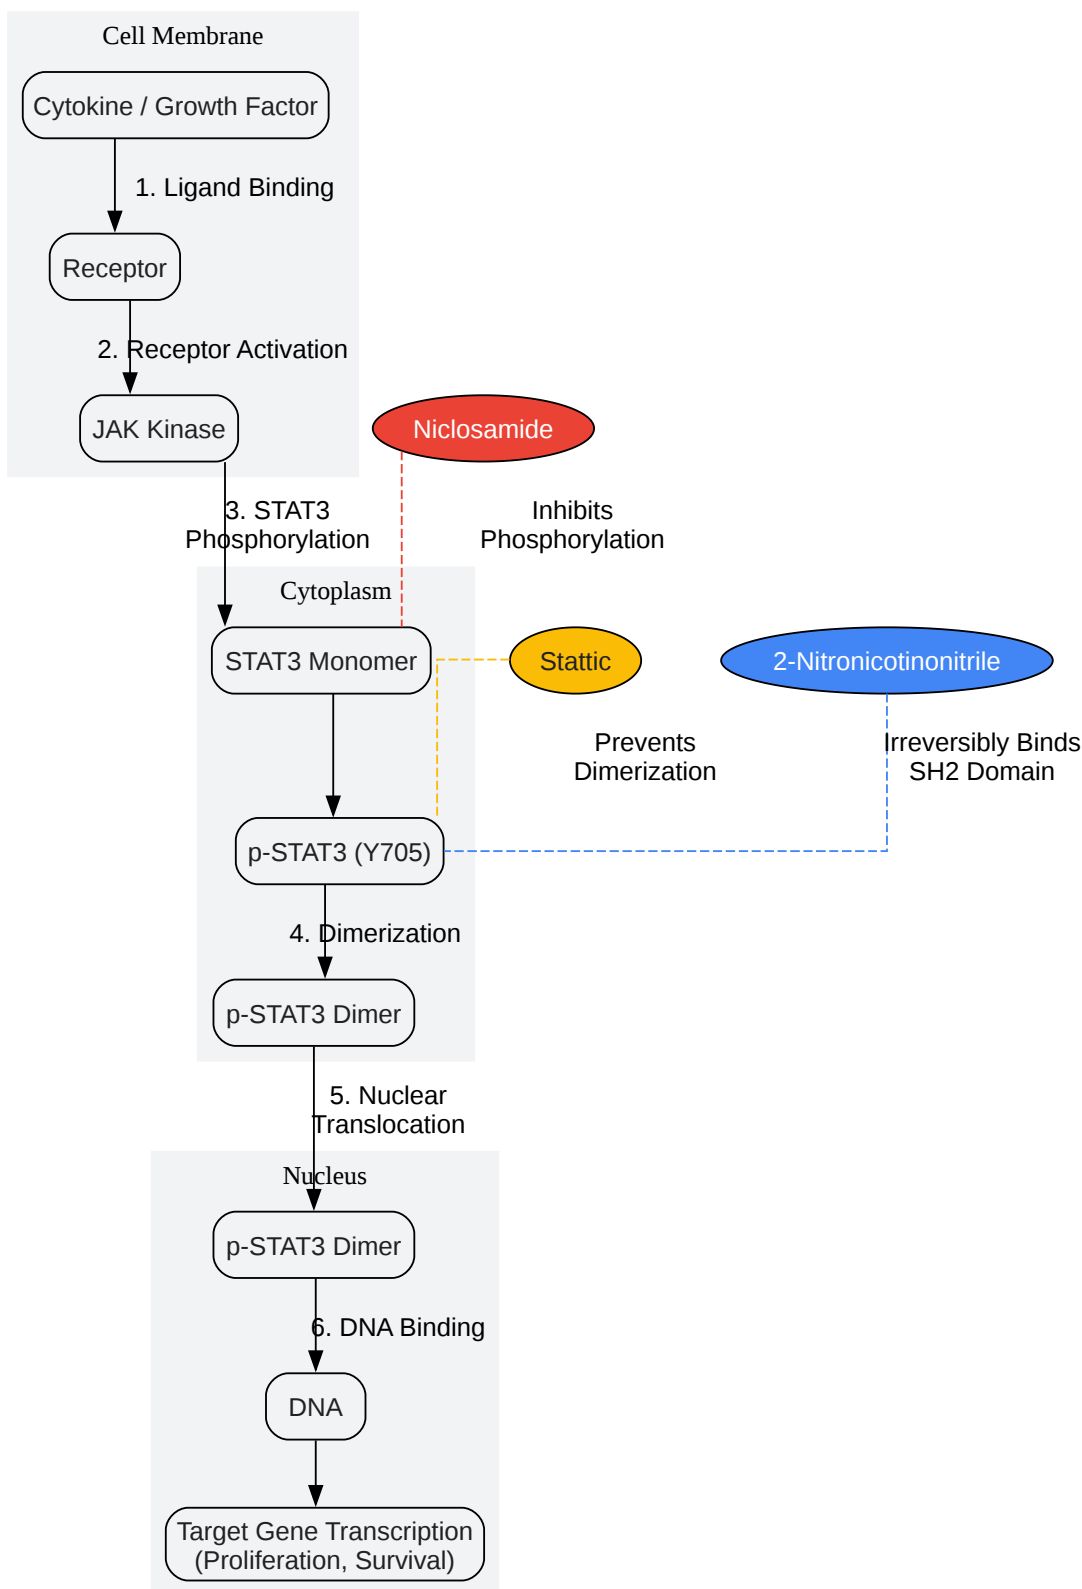 Cell Membrane
Cytokine / Growth Factor
1. Ligand Binding
Receptor
2. Receptor Activation
JAK Kinase
Niclosamide
3. STAT3
Phosphorylation
Inhibits
Phosphorylation
Cytoplasm
STAT3 Monomer
Stattic
2-Nitronicotinonitrile
Prevents
Dimerization
Irreversibly Binds
SH2 Domain
p-STAT3 (Y705)
4. Dimerization
p-STAT3 Dimer
5. Nuclear
Translocation
Nucleus
p-STAT3 Dimer
6. DNA Binding
DNA
Target Gene Transcription
(Proliferation, Survival)